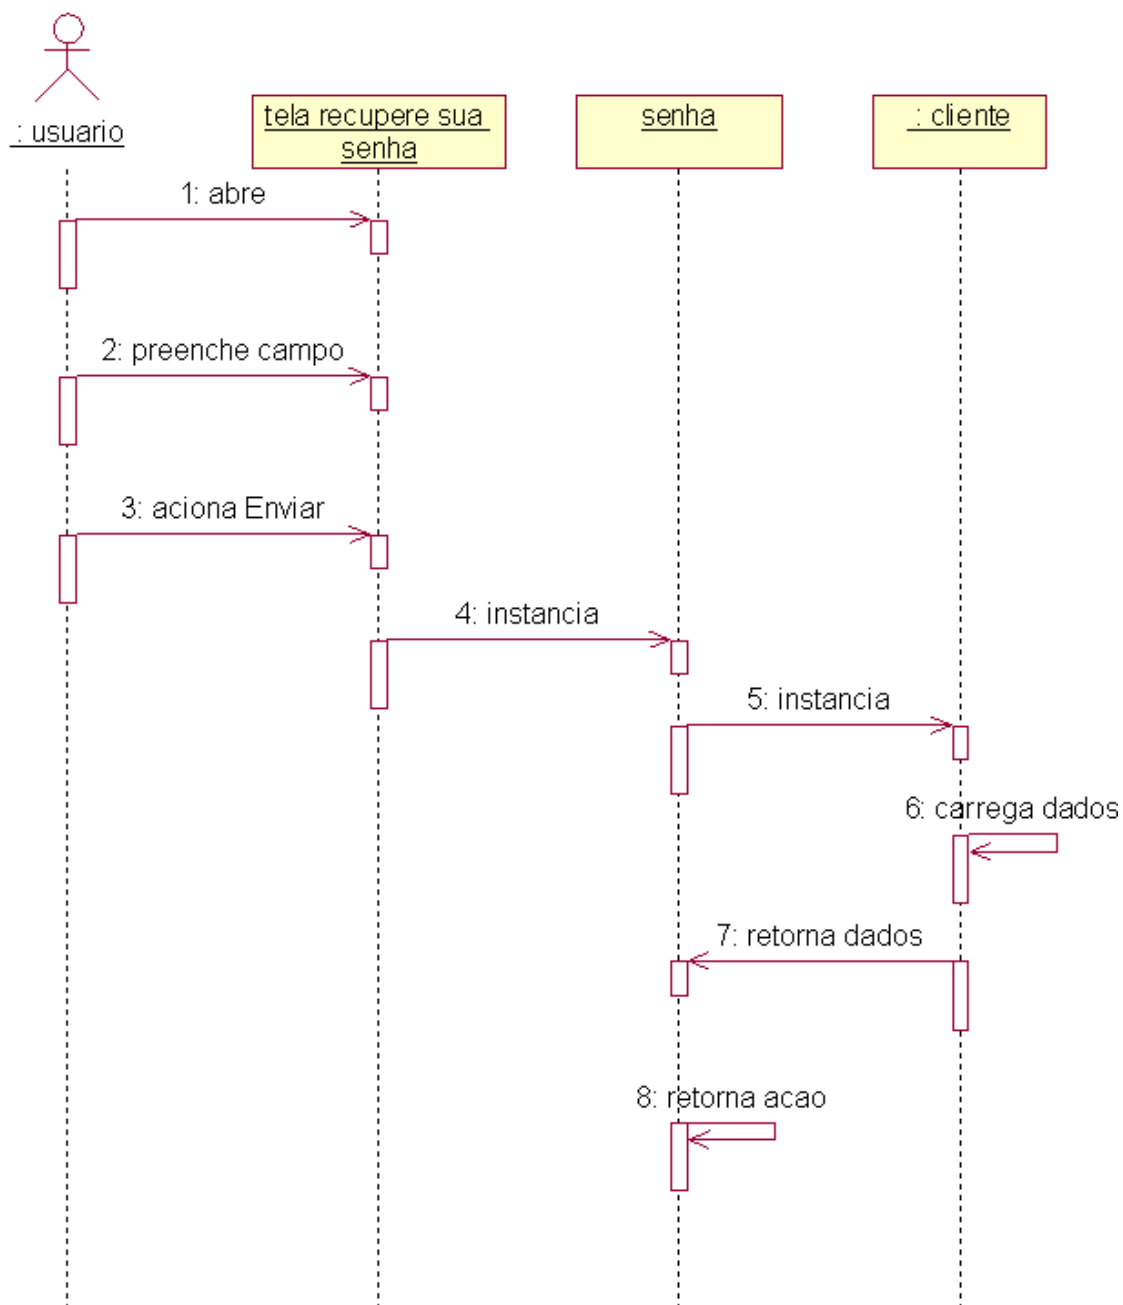 : usuario
tela recupere sua
senha
senha
: cliente
1: abre
2: preenche campo
3: aciona Enviar
4: instancia
5: instancia
6: carrega dados
7: retorna dados
8: retorna acao